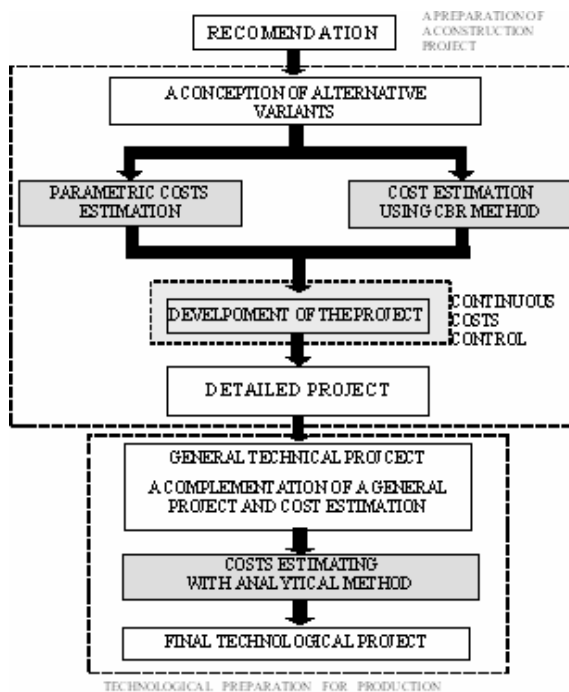 A PREPARATION OF
A CONSTRUCTION
PROJECT
RECOMENDATION
A CONCEPTION OF ALTERNATIVE
VARIANTS
PARAMETRIC COSTS
ESTIMATION
COST ESTIMATION
USING CBR METHOD
DEVELPOMENT OF THE PROJECT
CONTINUOUS
COSTS
CONTROL
DETAILED PROJECT
GENERAL TECHNICAL PROJCECT
A COMPLEMENTATION OF A GENERAL
PROJECT AND COST ESTIMATION
COSTS ESTIMATING
WITH ANALYTICAL METHOD
FINAL TECHNOLOGICAL PROJECT
TECHNOLOGICAL PREPARATION FOR PRODUCTION